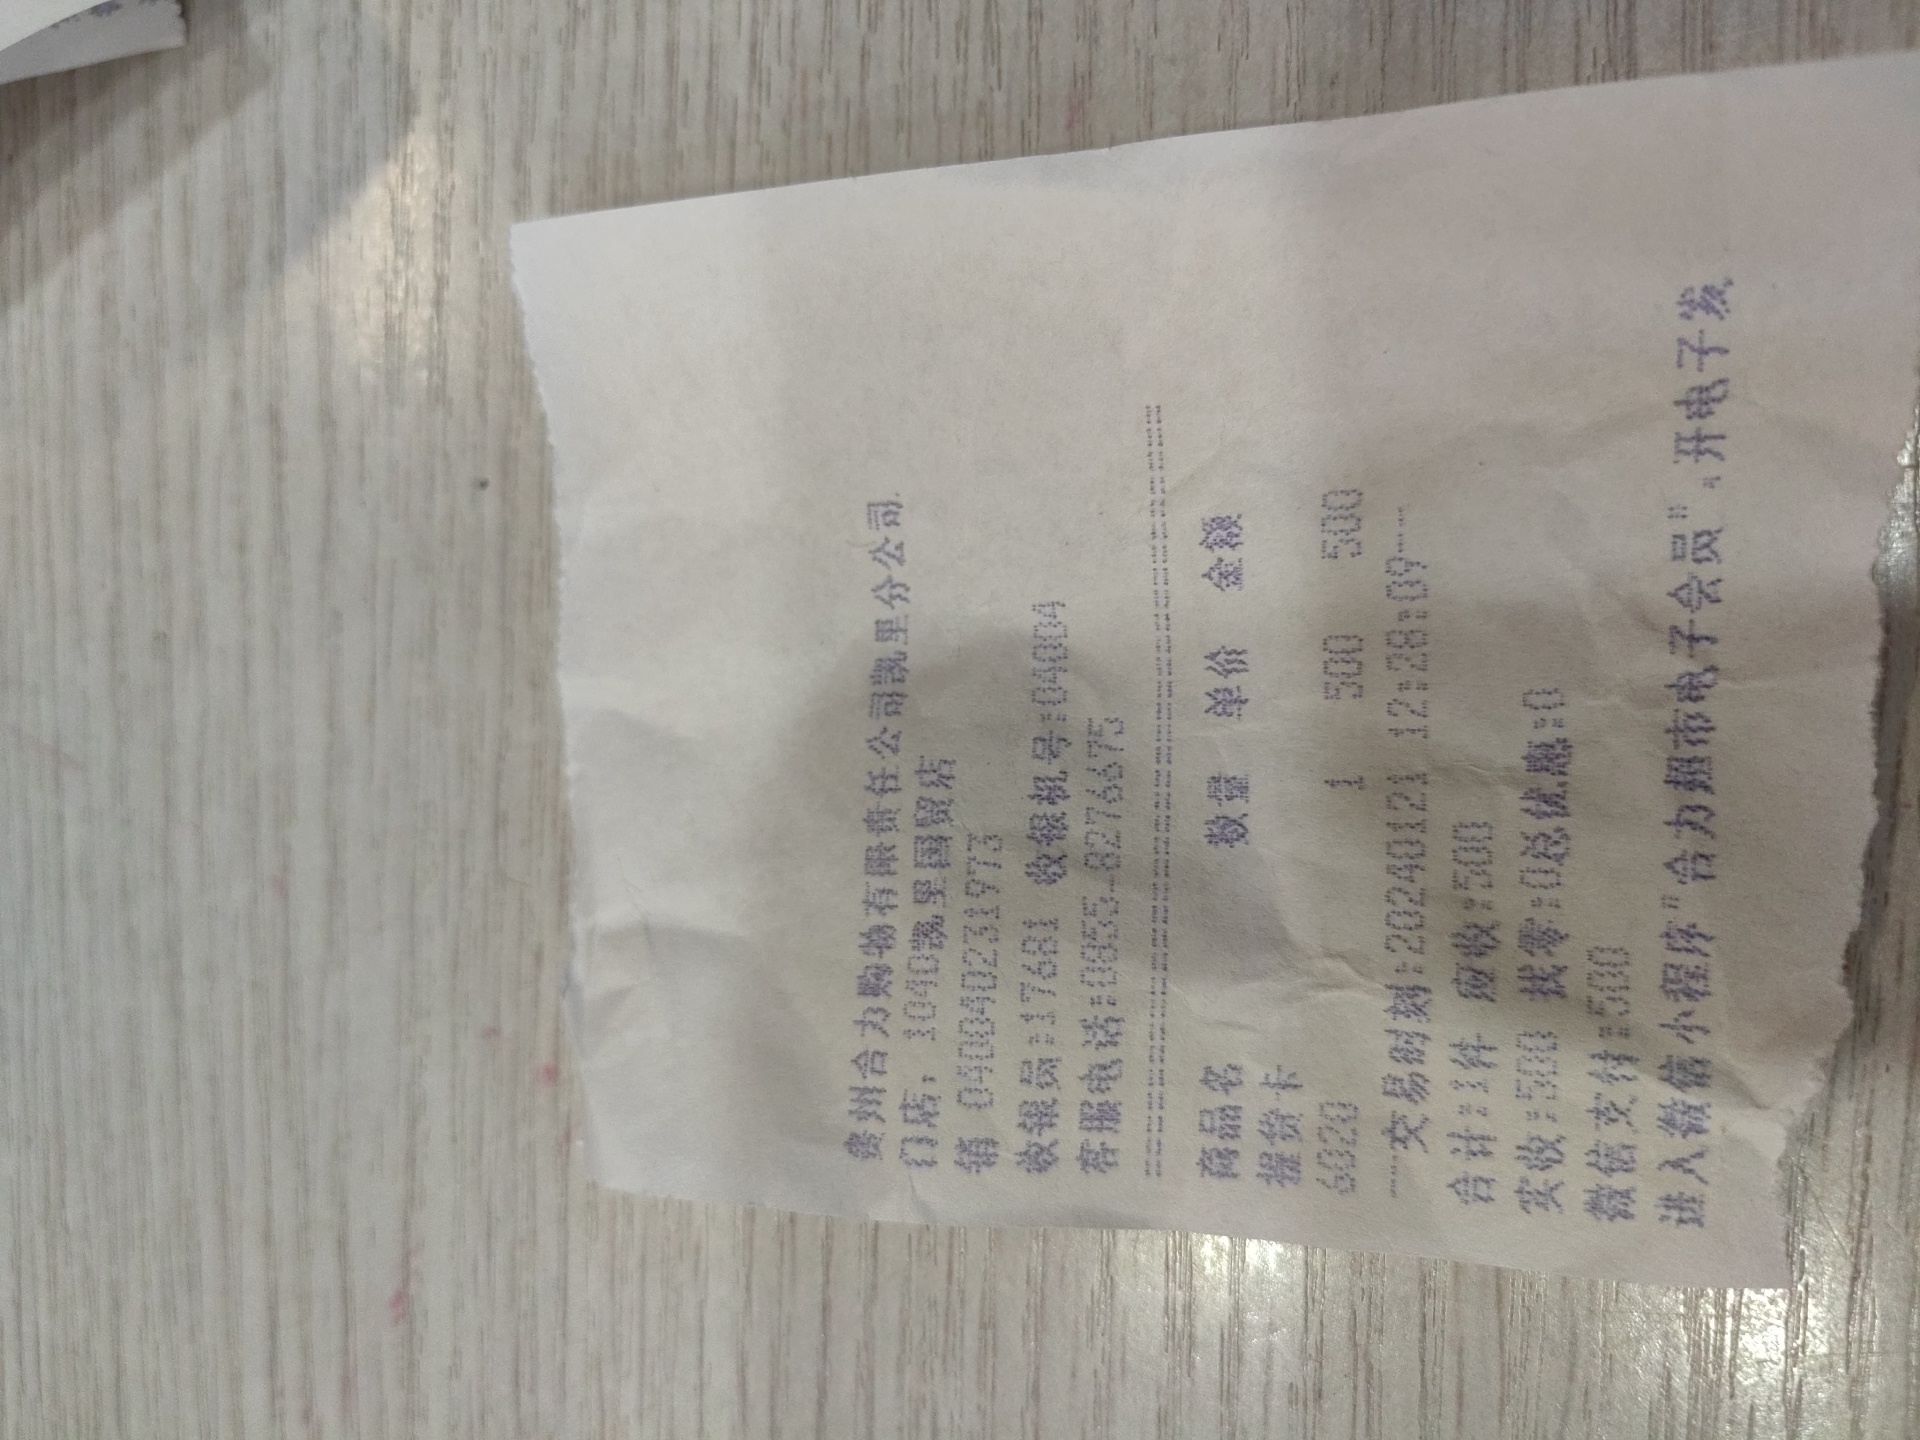 贵州合力购物有限责任公司凯里分公司
门店: 1040凯里国贸店
销 040040231973
收银员:17681 收银机号:04004
客服电话:0855-8276675
========================================
商品名 数量 单价 金额
提货卡
6020 1 500 500
---交易时刻:20240121 12:28:09---
合计:1件 应收:500
实收:500 找零:0总优惠:0
微信支付:500
进入微信小程序"合力超市电子会员",开电子发